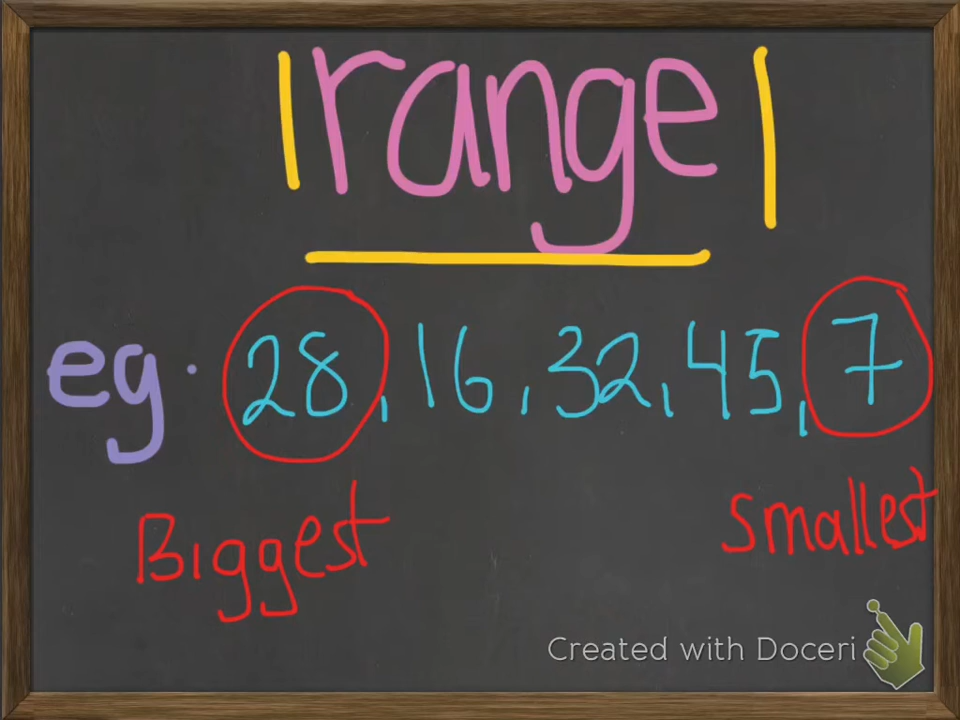 |range|
eg. 28, 16, 32, 45, 7
Biggest
Smallest
Created with Doceri